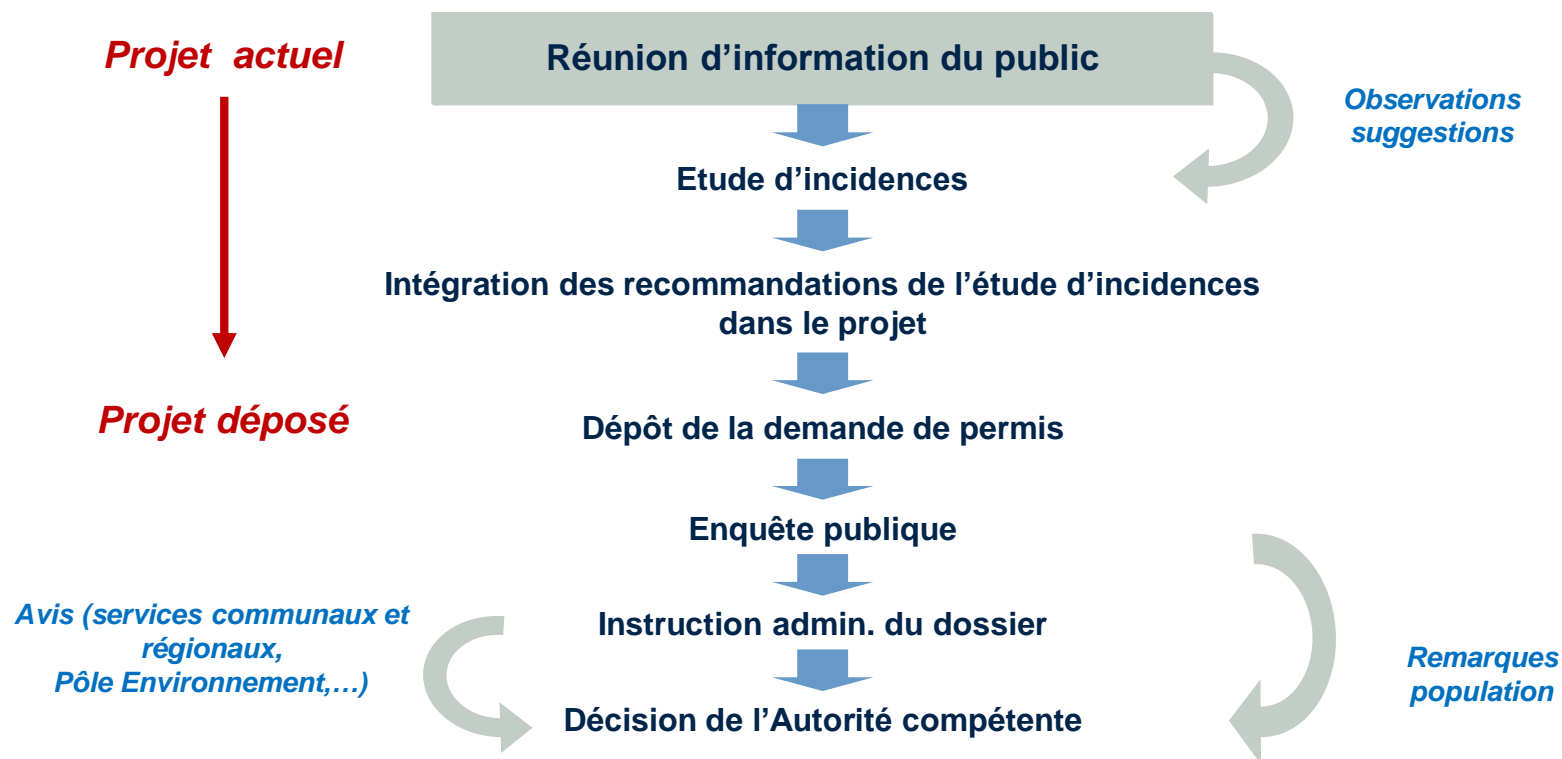 Projet actuel
Réunion d’information du public
Observations
suggestions
Etude d’incidences
Intégration des recommandations de l’étude d’incidences
dans le projet
Projet déposé
Dépôt de la demande de permis
Enquête publique
Avis (services communaux et
régionaux,
Pôle Environnement,…)
Instruction admin. du dossier
Remarques
population
Décision de l’Autorité compétente